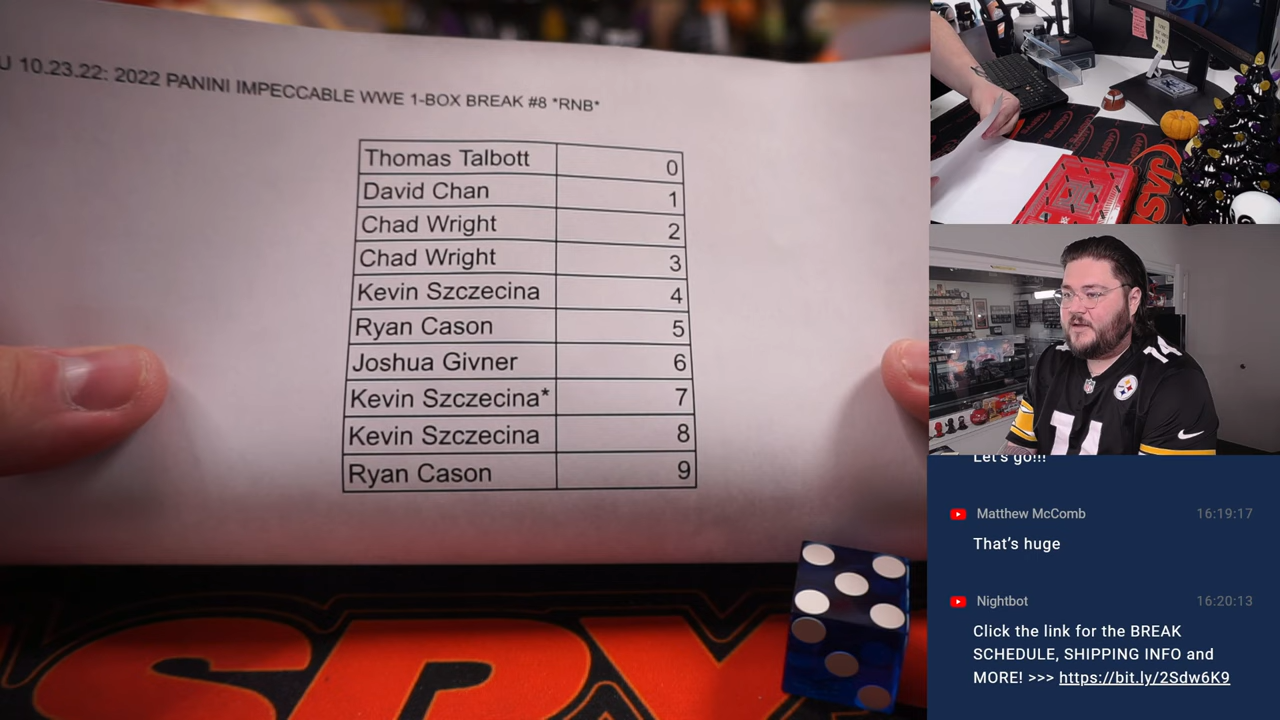 U 10.23.22: 2022 PANINI IMPECCABLE WWE 1-BOX BREAK #8 *RNB*
Thomas Talbott 0
David Chan 1
Chad Wright 2
Chad Wright 3
Kevin Szczecina 4
Ryan Cason 5
Joshua Givner 6
Kevin Szczecina* 7
Kevin Szczecina 8
Ryan Cason 9
14
14
Let's go!!!
Matthew McComb 16:19:17
That's huge
Nightbot 16:20:13
Click the link for the BREAK
SCHEDULE, SHIPPING INFO and
MORE! >>> https://bit.ly/2Sdw6K9